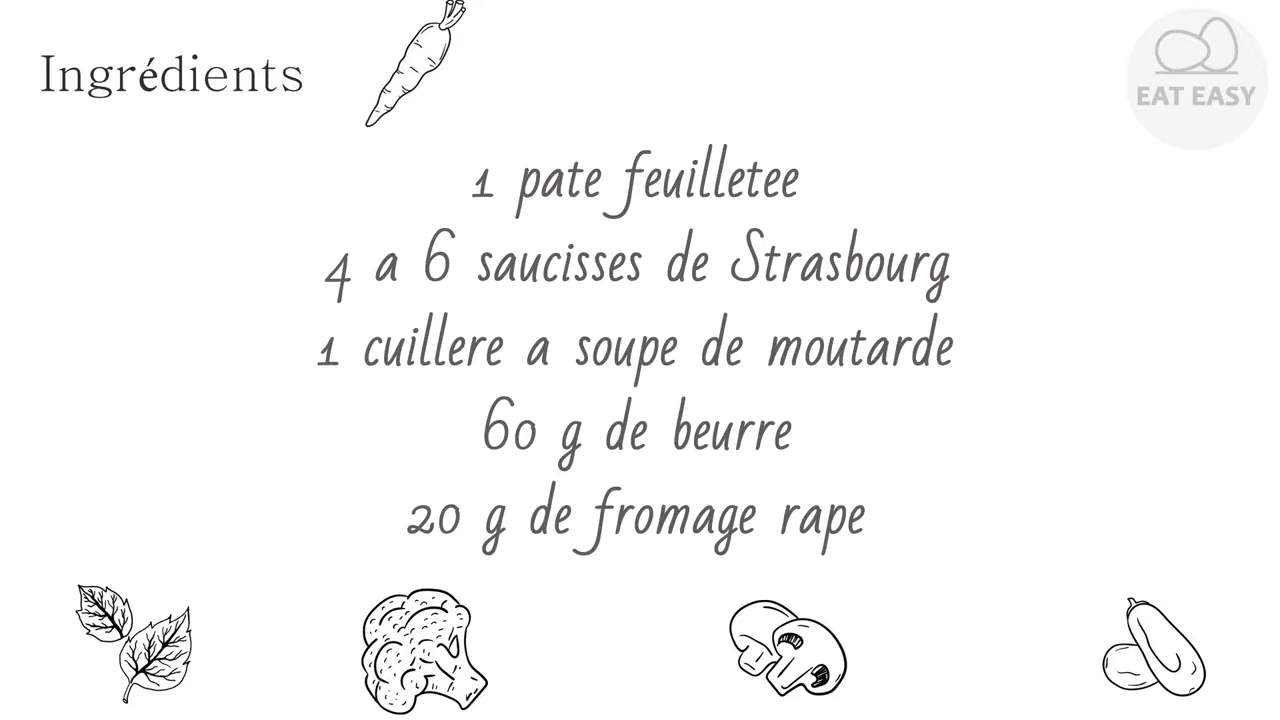 Ingrédients
EAT EASY
1 pate feuilletee
4 a 6 saucisses de Strasbourg
1 cuillere a soupe de moutarde
60 g de beurre
20 g de fromage rape